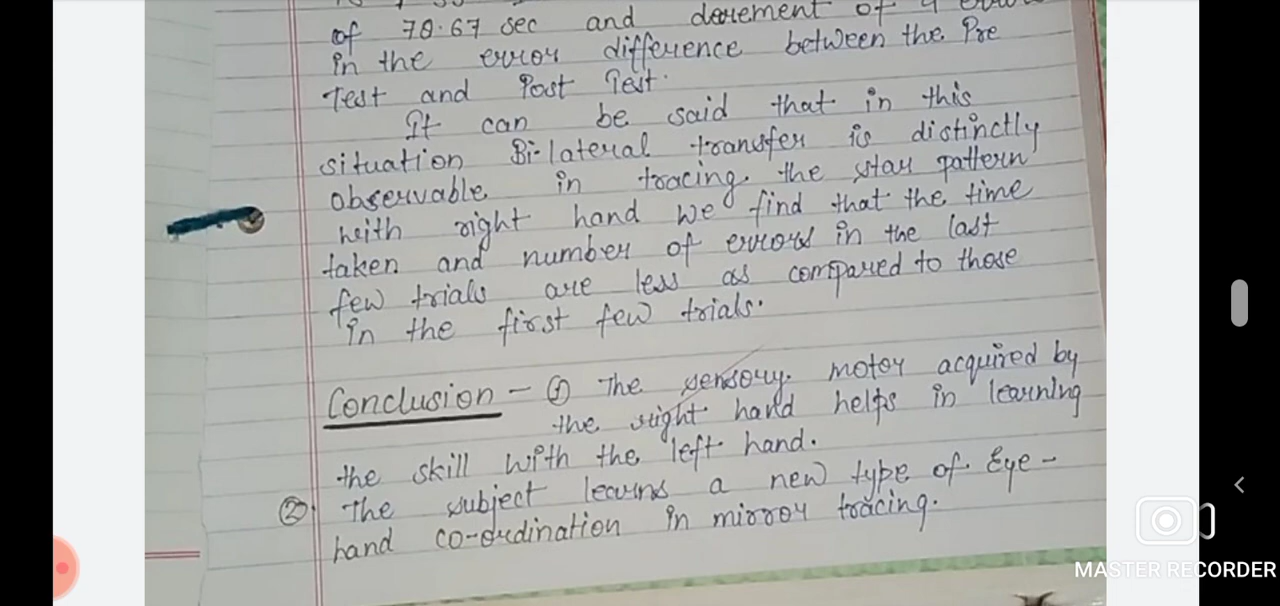 of 78.67 sec and decrement of 4
in the error difference between the Pre
Test and Post Test.
It can be said that in this
situation Bi-lateral transfer is distinctly
observable in tracing the star pattern
with right hand we find that the time
taken and number of errors in the last
few trials are less as compared to those
in the first few trials.
Conclusion - ① The sensory motor acquired by
the right hand helps in learning
the skill with the left hand.
②. The subject learns a new type of Eye-
hand co-ordination in mirror tracing.
MASTER RECORDER